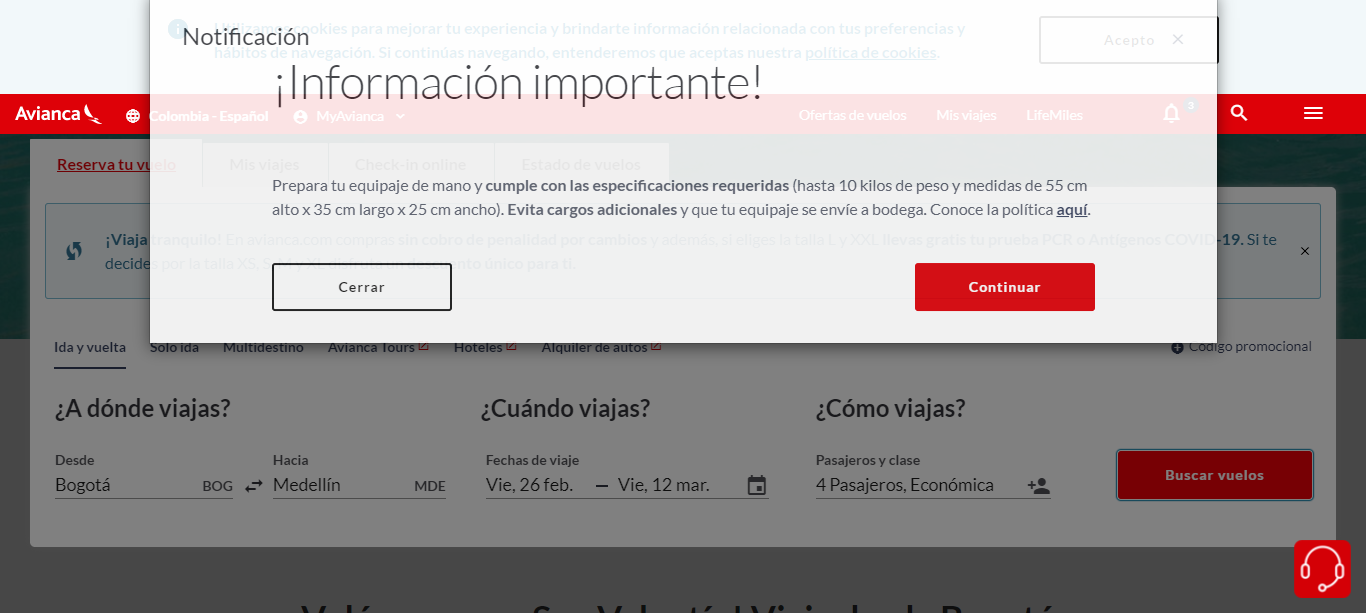 Utilizamos cookies para mejorar tu experiencia y brindarte información relacionada con tus preferencias y
hábitos de navegación. Si continúas navegando, entenderemos que aceptas nuestra política de cookies.
Acepto
Notificación
¡Información importante!
Avianca
Colombia - Español
MyAvianca
Ofertas de vuelos
Mis viajes
LifeMiles
3
Reserva tu vuelo
Mis viajes
Check-in online
Estado de vuelos
Prepara tu equipaje de mano y cumple con las especificaciones requeridas (hasta 10 kilos de peso y medidas de 55 cm
alto x 35 cm largo x 25 cm ancho). Evita cargos adicionales y que tu equipaje se envíe a bodega. Conoce la política aquí.
¡Viaja tranquilo! En avianca.com compras sin cobro de penalidad por cambios y además, si eliges la talla L y XXL llevas gratis tu prueba PCR o Antígenos COVID-19. Si te
decides por la talla XS, S, M y XL disfruta un descuento único para ti.
Cerrar
Continuar
Ida y vuelta
Solo ida
Multidestino
Avianca Tours
Hoteles
Alquiler de autos
Código promocional
¿A dónde viajas?
¿Cuándo viajas?
¿Cómo viajas?
Desde
Hacia
Fechas de viaje
Pasajeros y clase
Bogotá BOG
Medellín MDE
Vie, 26 feb. — Vie, 12 mar.
4 Pasajeros, Económica
Buscar vuelos